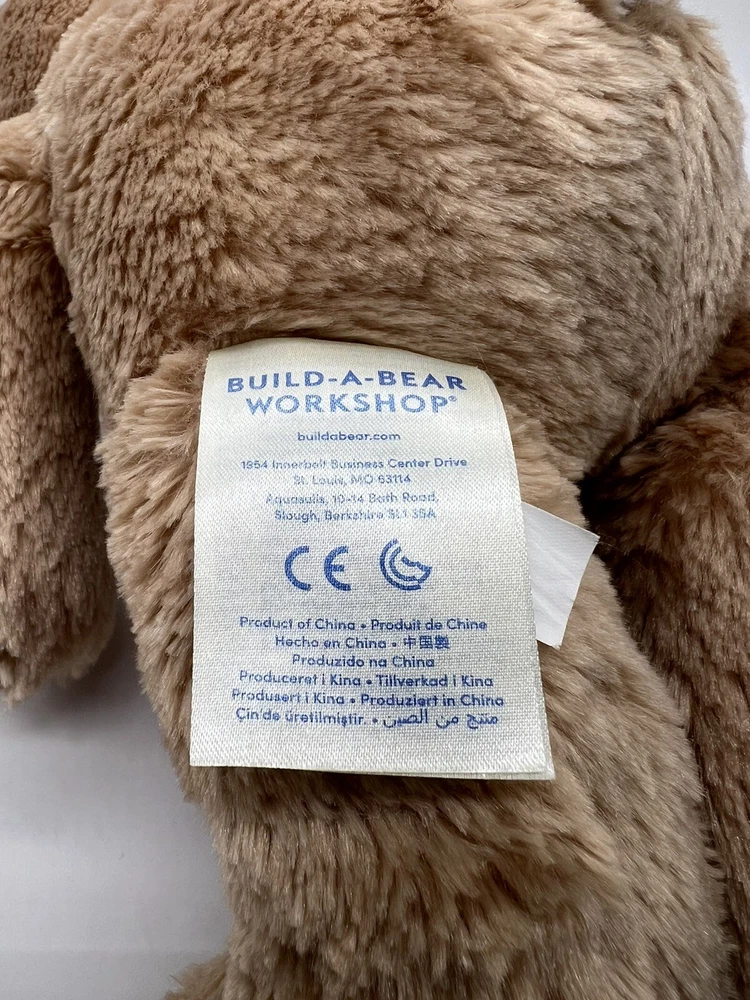 BUILD-A-BEAR
WORKSHOP®
buildabear.com
1954 Innerbelt Business Center Drive
St. Louis, MO 63114
Aquasulis, 10-14 Bath Road,
Slough, Berkshire SL1 3SA
CE
Product of China • Produit de Chine
Hecho en China • 中国製
Produzido na China
Produceret i Kina • Tillverkad i Kina
Produsert i Kina • Produziert in China
Çin'de üretilmiştir. • منتج من الصين